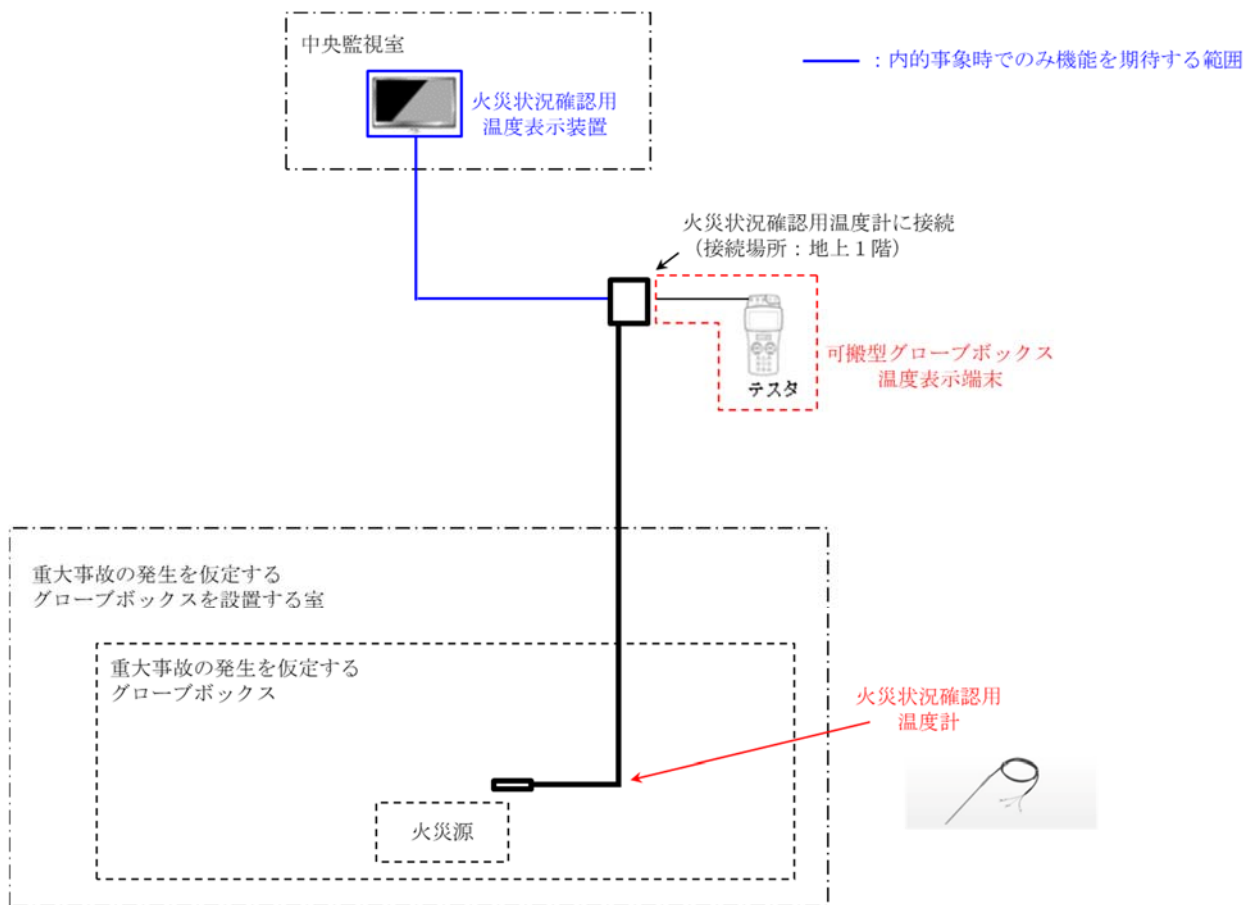 中央監視室
火災状況確認用
温度表示装置
：内的事象時でのみ機能を期待する範囲
火災状況確認用温度計に接続
（接続場所：地上１階）
テスタ
可搬型グローブボックス
温度表示端末
重大事故の発生を仮定する
グローブボックスを設置する室
重大事故の発生を仮定する
グローブボックス
火災状況確認用
温度計
火災源